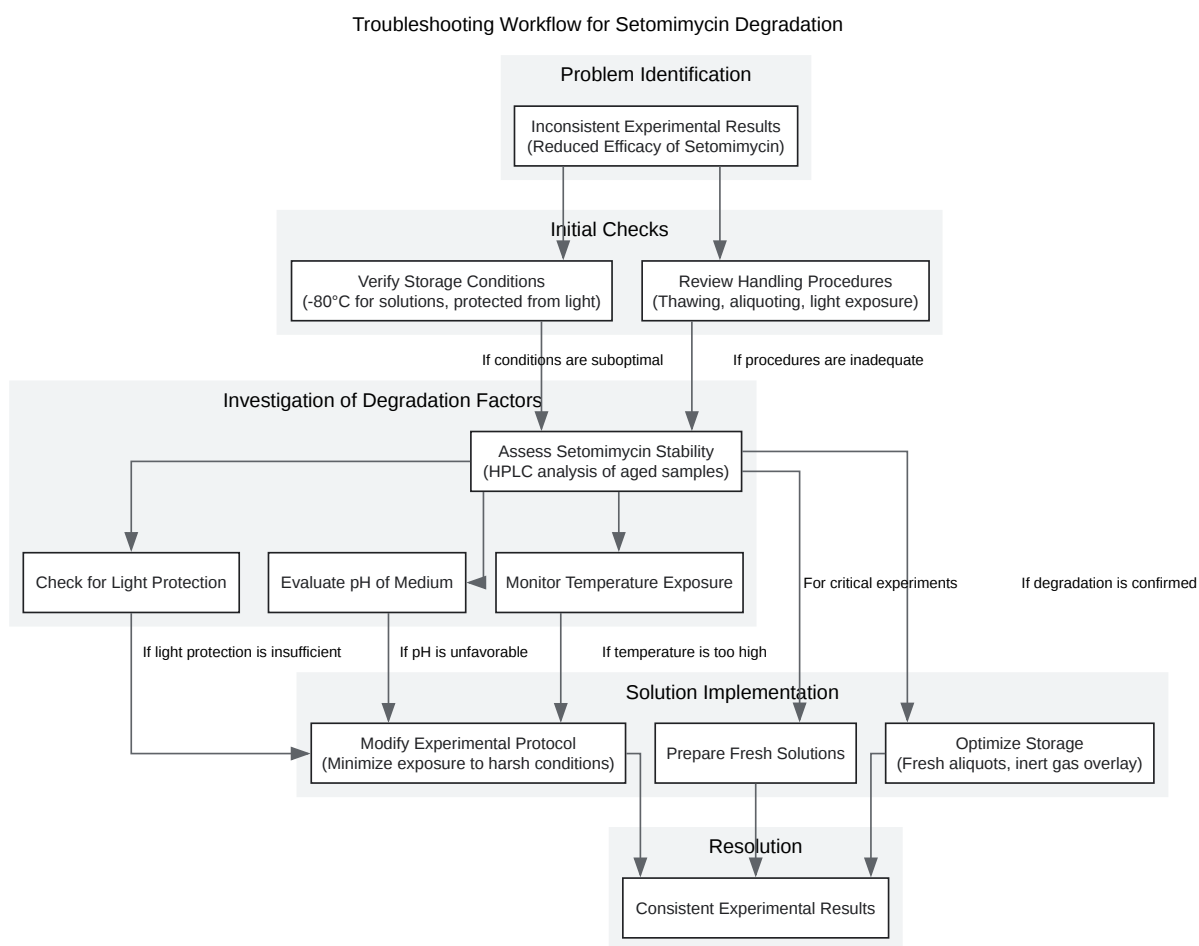 Troubleshooting Workflow for Setomimycin Degradation
Problem Identification
Inconsistent Experimental Results
(Reduced Efficacy of Setomimycin)
Initial Checks
Verify Storage Conditions
(-80°C for solutions, protected from light)
Review Handling Procedures
(Thawing, aliquoting, light exposure)
If conditions are suboptimal
If procedures are inadequate
Investigation of Degradation Factors
Assess Setomimycin Stability
(HPLC analysis of aged samples)
Check for Light Protection
Evaluate pH of Medium
Monitor Temperature Exposure
For critical experiments
If degradation is confirmed
If light protection is insufficient
If pH is unfavorable
If temperature is too high
Solution Implementation
Modify Experimental Protocol
(Minimize exposure to harsh conditions)
Prepare Fresh Solutions
Optimize Storage
(Fresh aliquots, inert gas overlay)
Resolution
Consistent Experimental Results